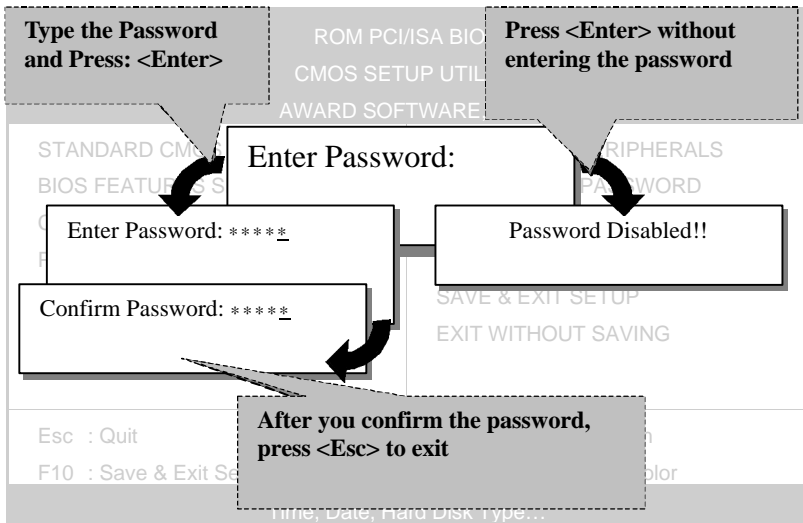 Type the Password
and Press: <Enter>
ROM PCI/ISA BIO
Press <Enter> without
entering the password
CMOS SETUP UTIL
AWARD SOFTWARE
STANDARD CMOS
RIPHERALS
Enter Password:
BIOS FEATURES S
PASSWORD
Enter Password: *****
Password Disabled!!
Confirm Password: *****
SAVE & EXIT SETUP
EXIT WITHOUT SAVING
After you confirm the password,
press <Esc> to exit
Esc : Quit
F10 : Save & Exit Se
olor
Time, Date, Hard Disk Type…